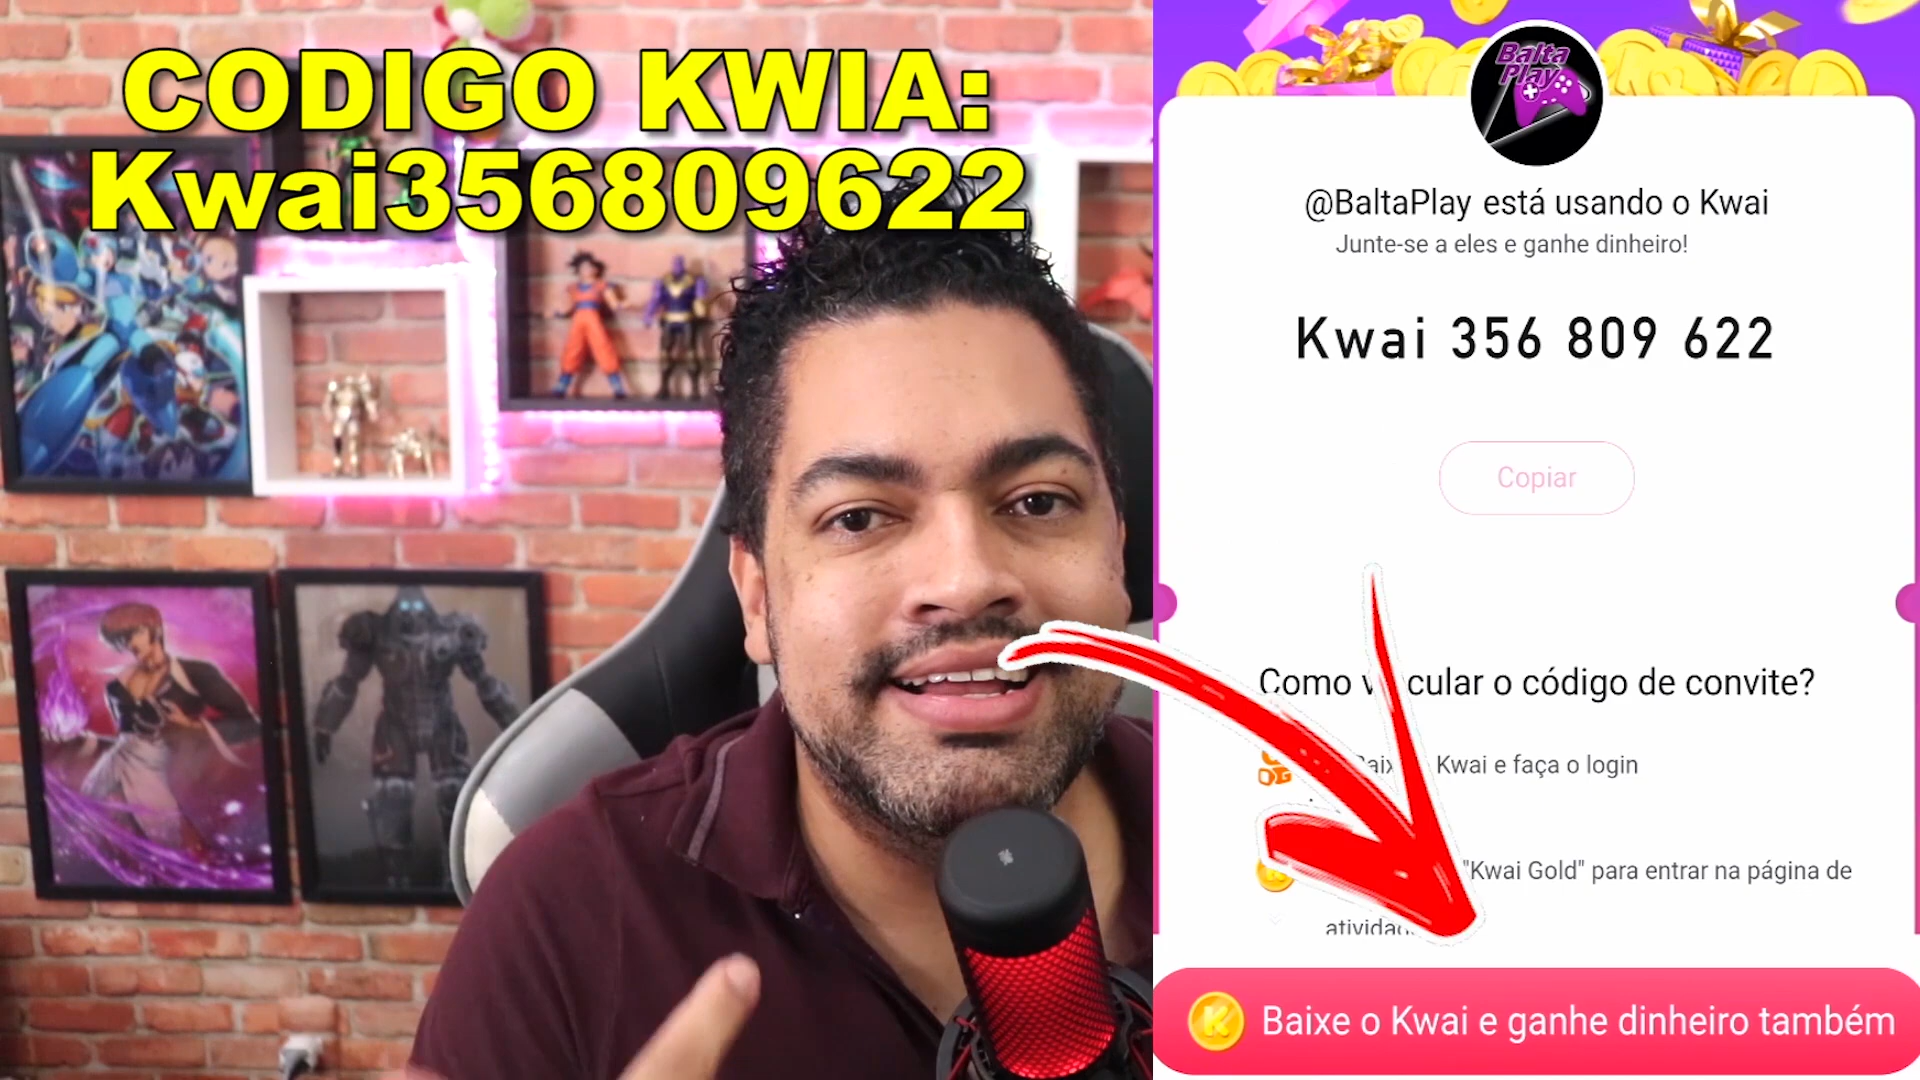 CODIGO KWIA:
Kwai356809622
Balta
Play
@BaltaPlay está usando o Kwai
Junte-se a eles e ganhe dinheiro!
Kwai 356 809 622
Copiar
Como cular o código de convite?
Kwai e faça o login
"Kwai Gold" para entrar na página de
Baixe o Kwai e ganhe dinheiro também